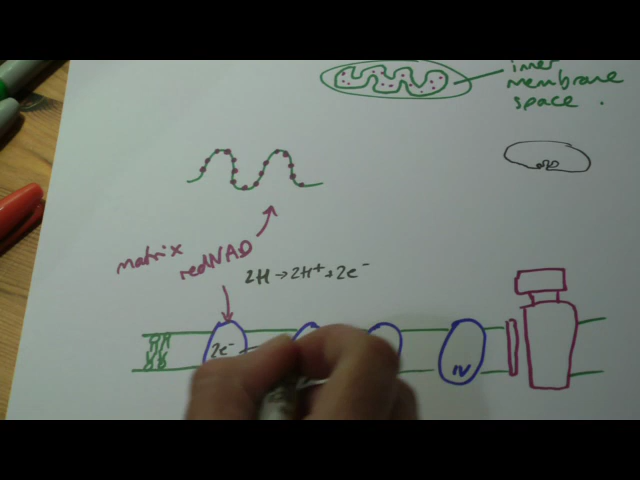 inner
membrane
space.
matrix
redNAD
2H → 2H⁺ + 2e⁻
2e⁻
IV